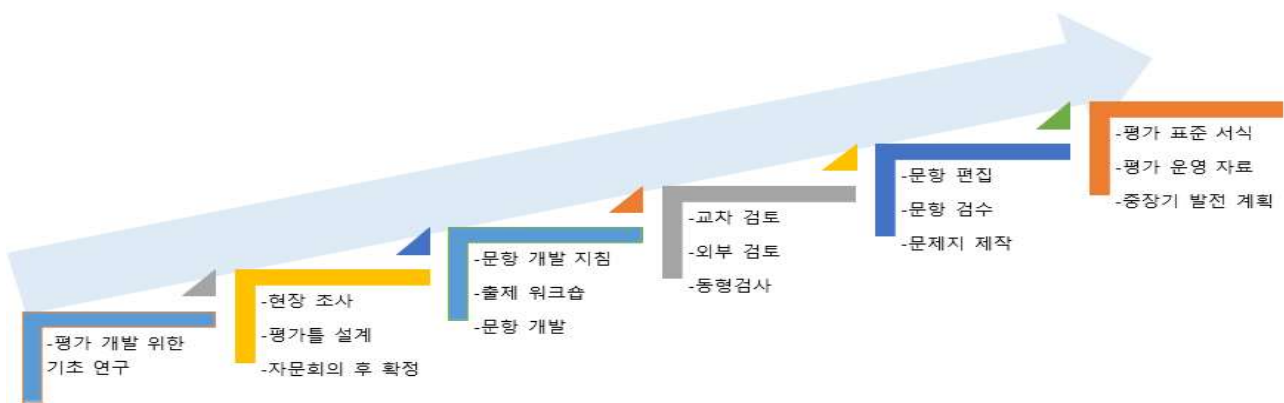 -평가 개발 위한
기초 연구
-현장 조사
-평가틀 설계
-자문회의 후 확정
-문항 개발 지침
-출제 워크숍
-문항 개발
-교차 검토
-외부 검토
-동형검사
-문항 편집
-문항 검수
-문제지 제작
-평가 표준 서식
-평가 운영 자료
-중장기 발전 계획